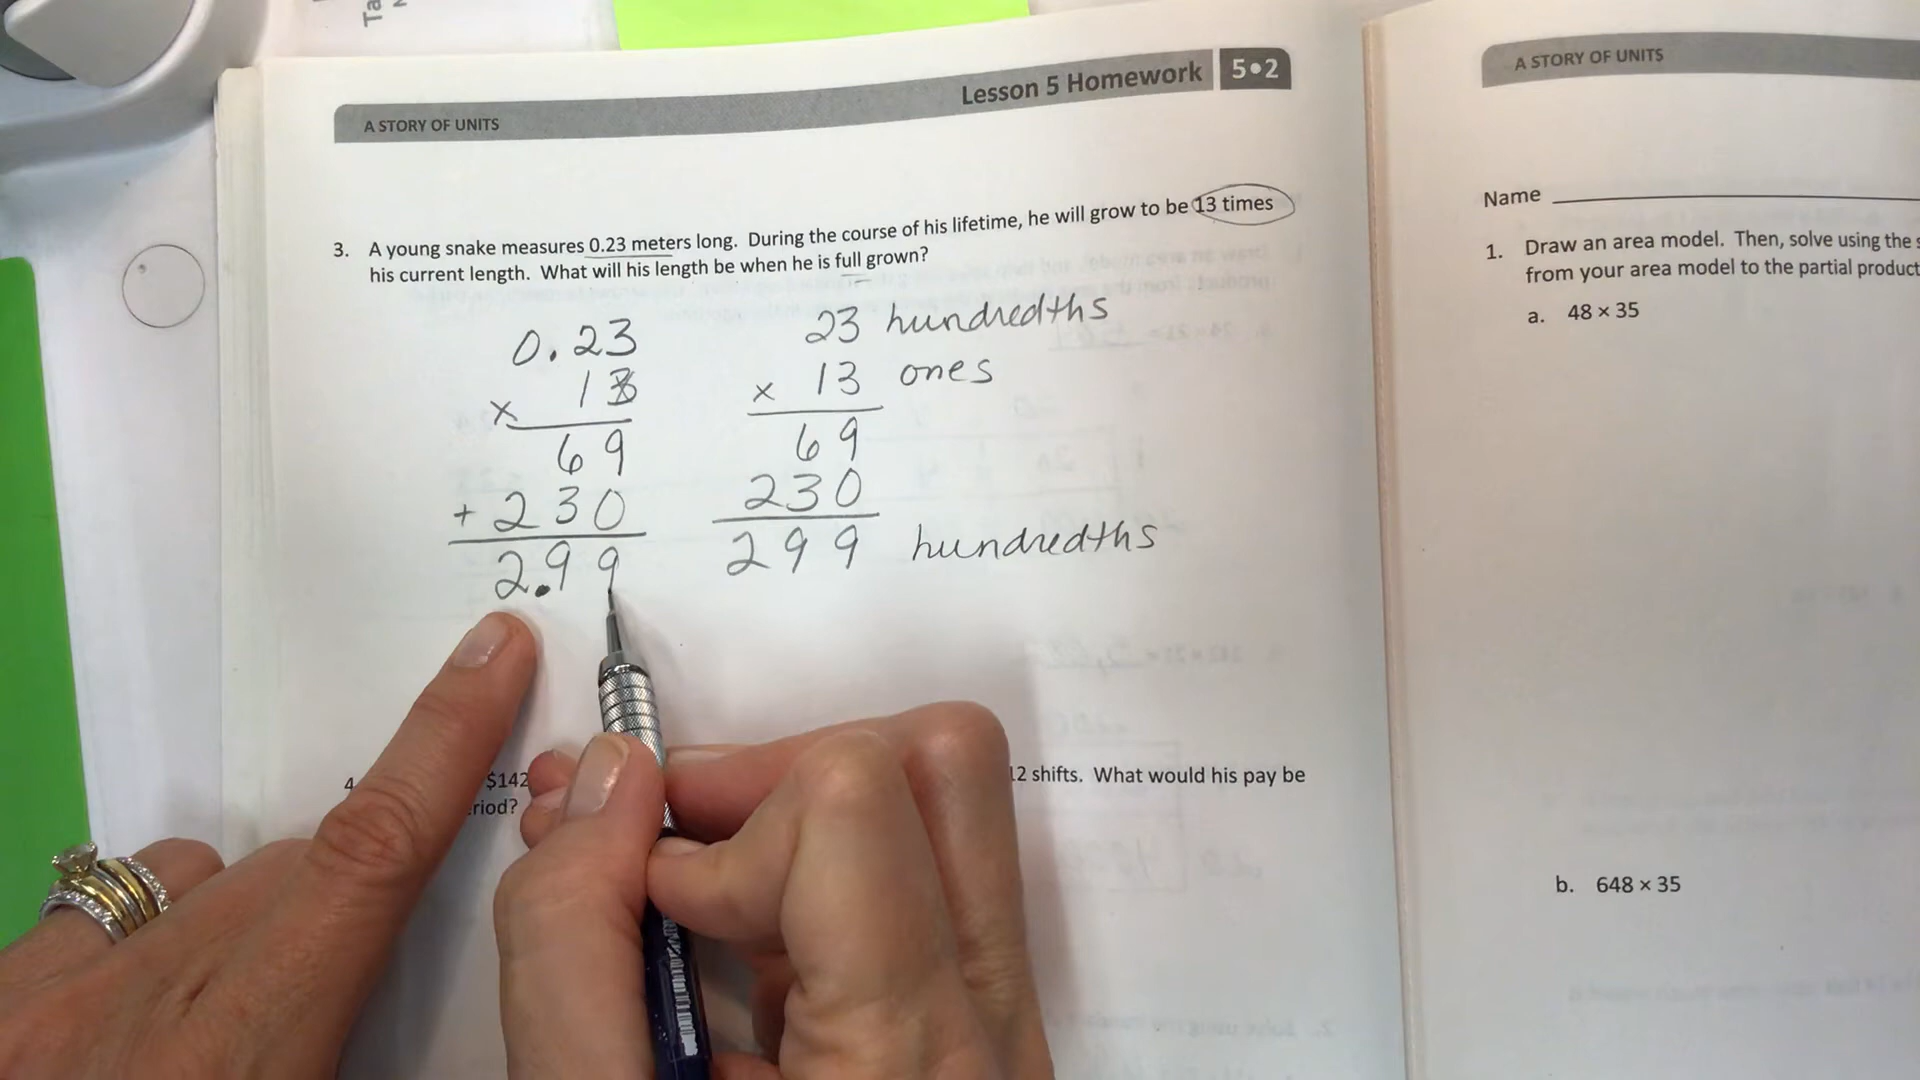 Ta
A STORY OF UNITS
Lesson 5 Homework 5•2
3. A young snake measures 0.23 meters long. During the course of his lifetime, he will grow to be 13 times
his current length. What will his length be when he is full grown?
0.23
x 13
69
+ 230
2.99
23 hundredths
x 13 ones
69
230
299 hundredths
4 $142 12 shifts. What would his pay be
riod?
A STORY OF UNITS
Name
1. Draw an area model. Then, solve using the s
from your area model to the partial product
a. 48 × 35
b. 648 × 35